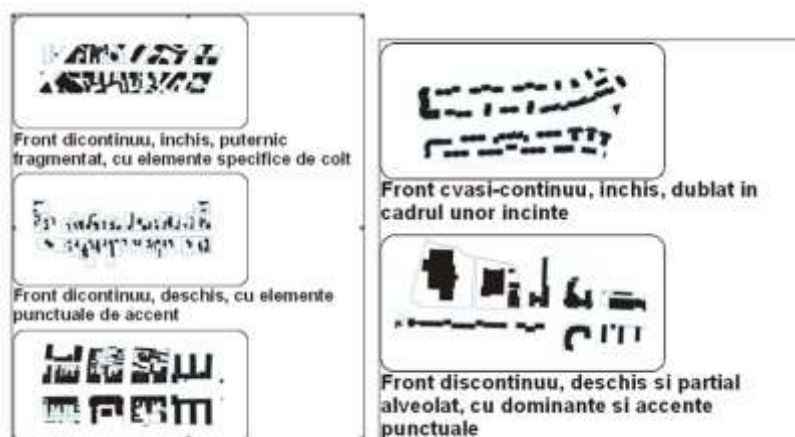 Front dicontinuu, inchis, puternic
fragmentat, cu elemente specifice de colt
Front dicontinuu, deschis, cu elemente
punctuale de accent
Front cvasi-continuu, inchis, dublat in
cadrul unor incinte
Front discontinuu, deschis si partial
alveolat, cu dominante si accente
punctuale